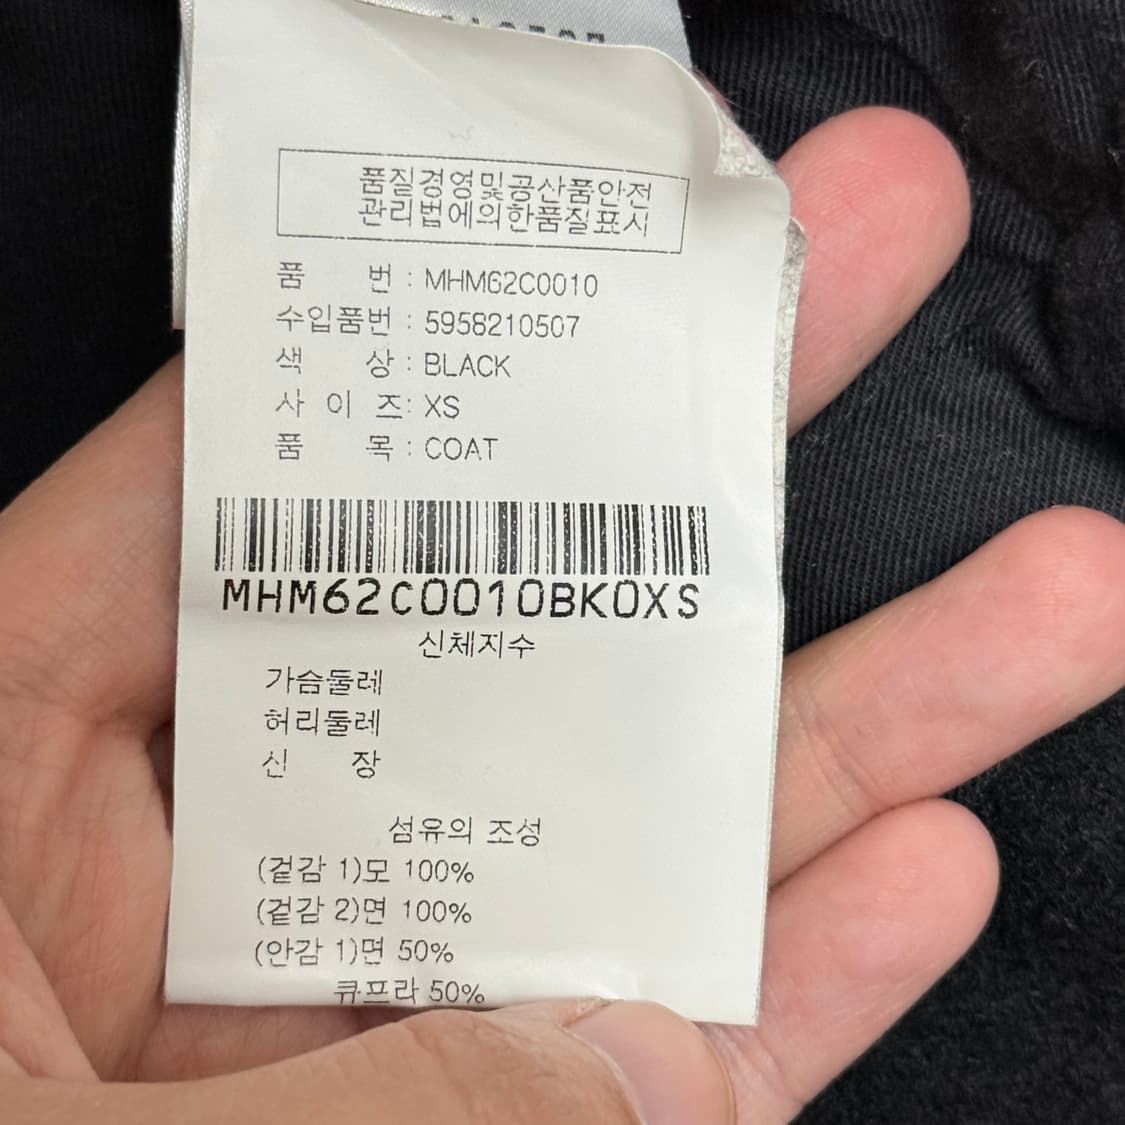 품질경영및공산품안전
관리법에의한품질표시
품 번 : MHM62C0010
수입품번 : 5958210507
색 상 : BLACK
사 이 즈: XS
품 목 : COAT
MHM62C0010BK0XS
신체지수
가슴둘레
허리둘레
신 장
섬유의 조성
(겉감 1)모 100%
(겉감 2)면 100%
(안감 1)면 50%
큐프라 50%